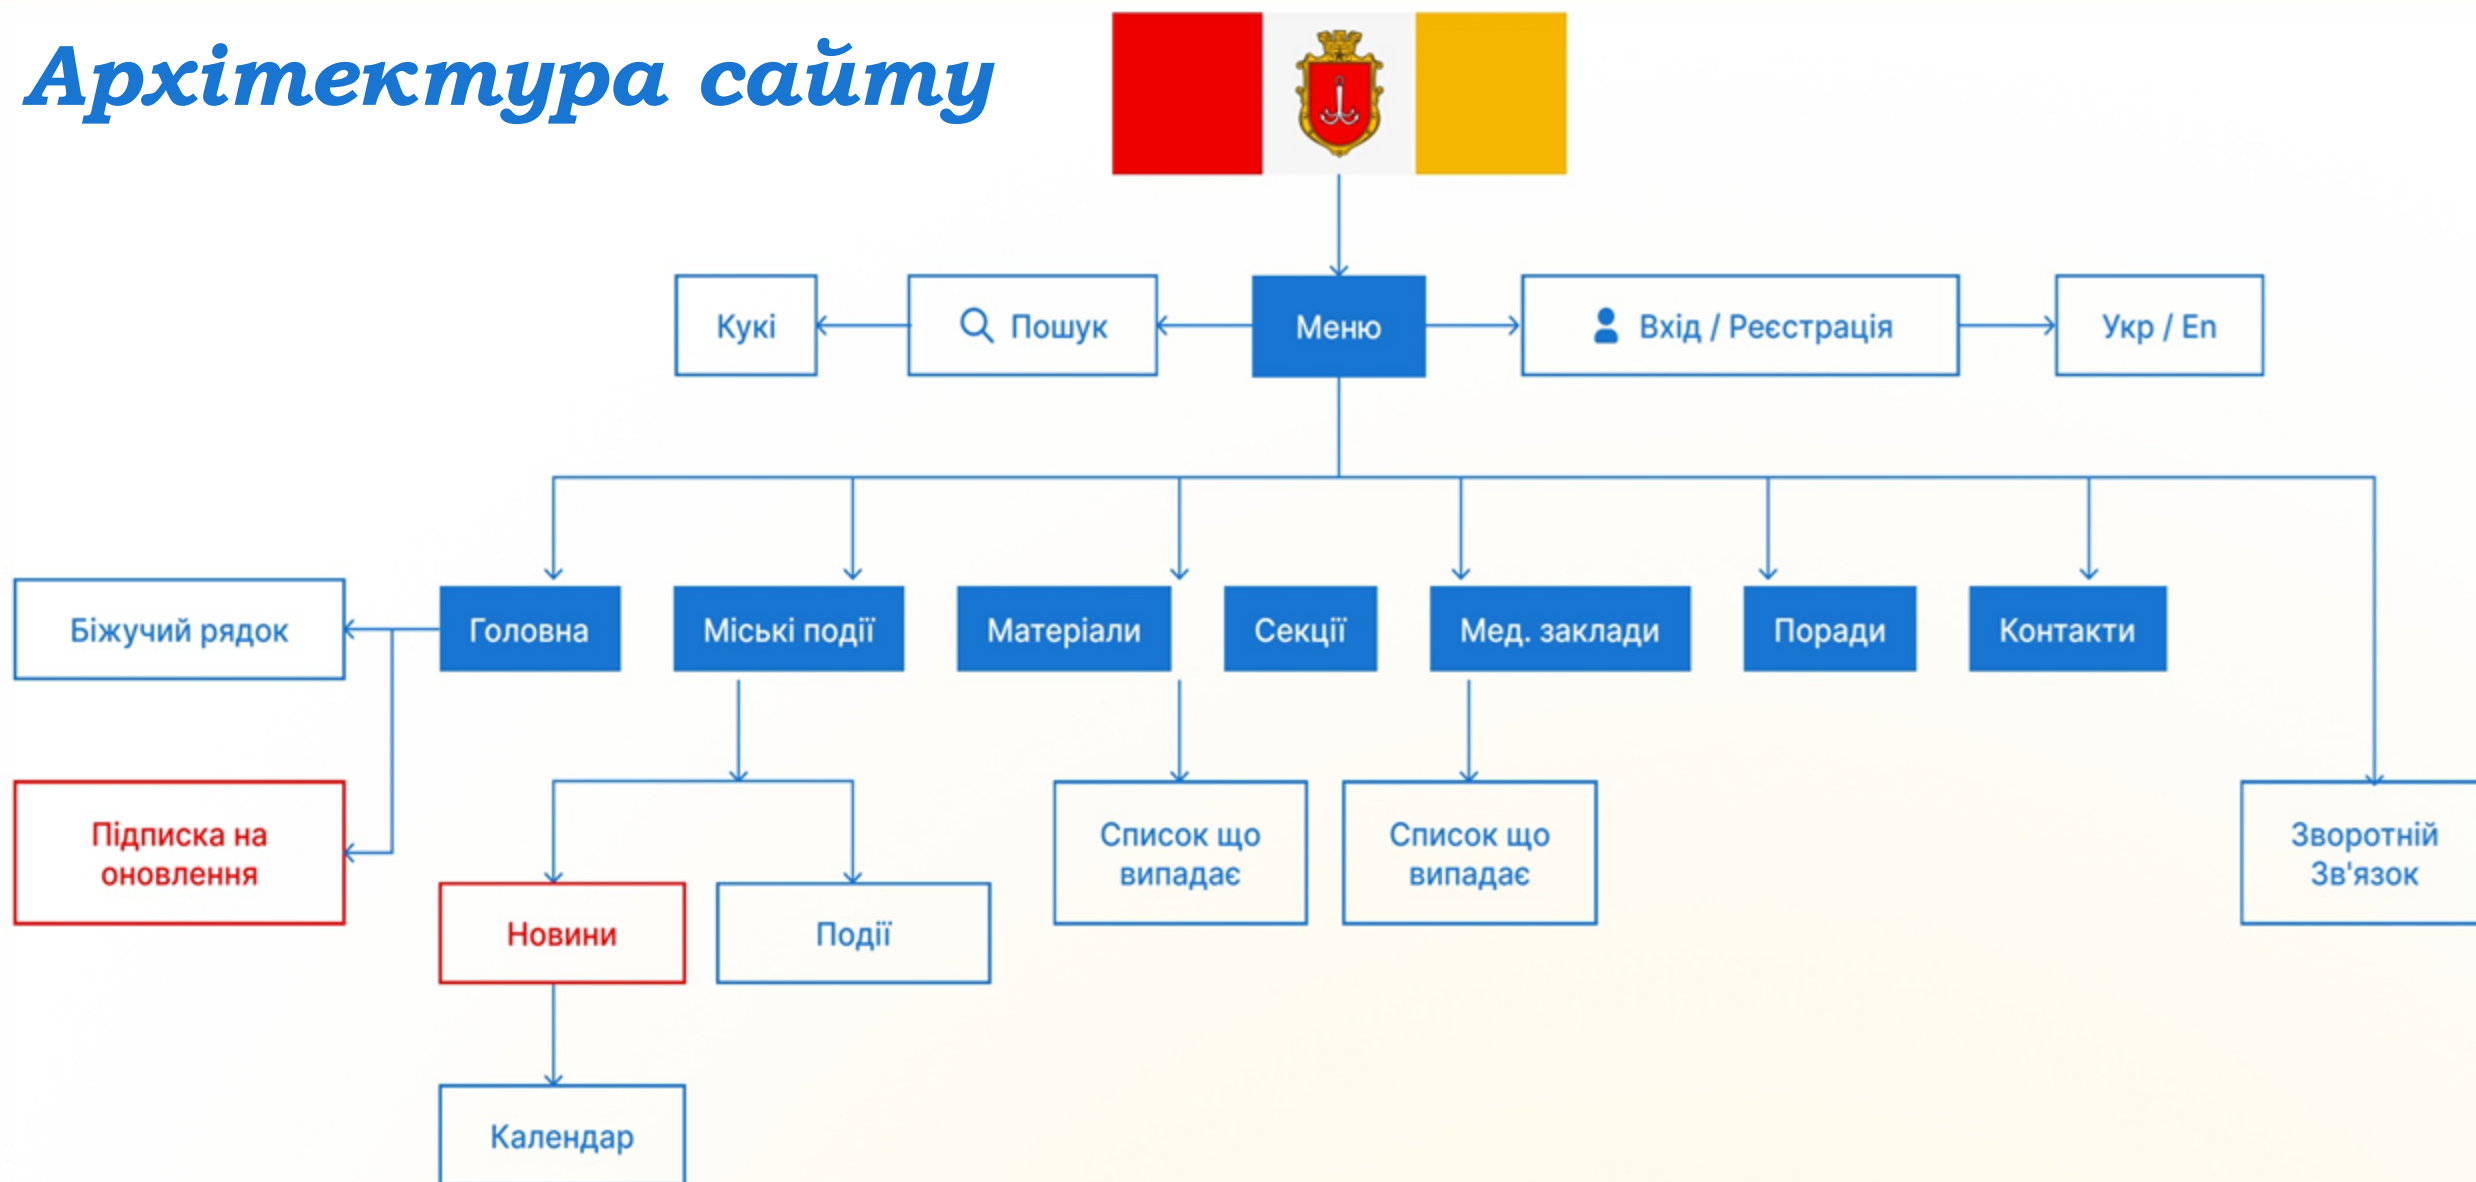 Архітектура сайту
Кукі
Пошук
Меню
Вхід / Реєстрація
Укр / En
Біжучий рядок
Головна
Міські події
Матеріали
Секції
Мед. заклади
Поради
Контакти
Підписка на
оновлення
Список що
випадає
Список що
випадає
Зворотній
Зв'язок
Новини
Події
Календар